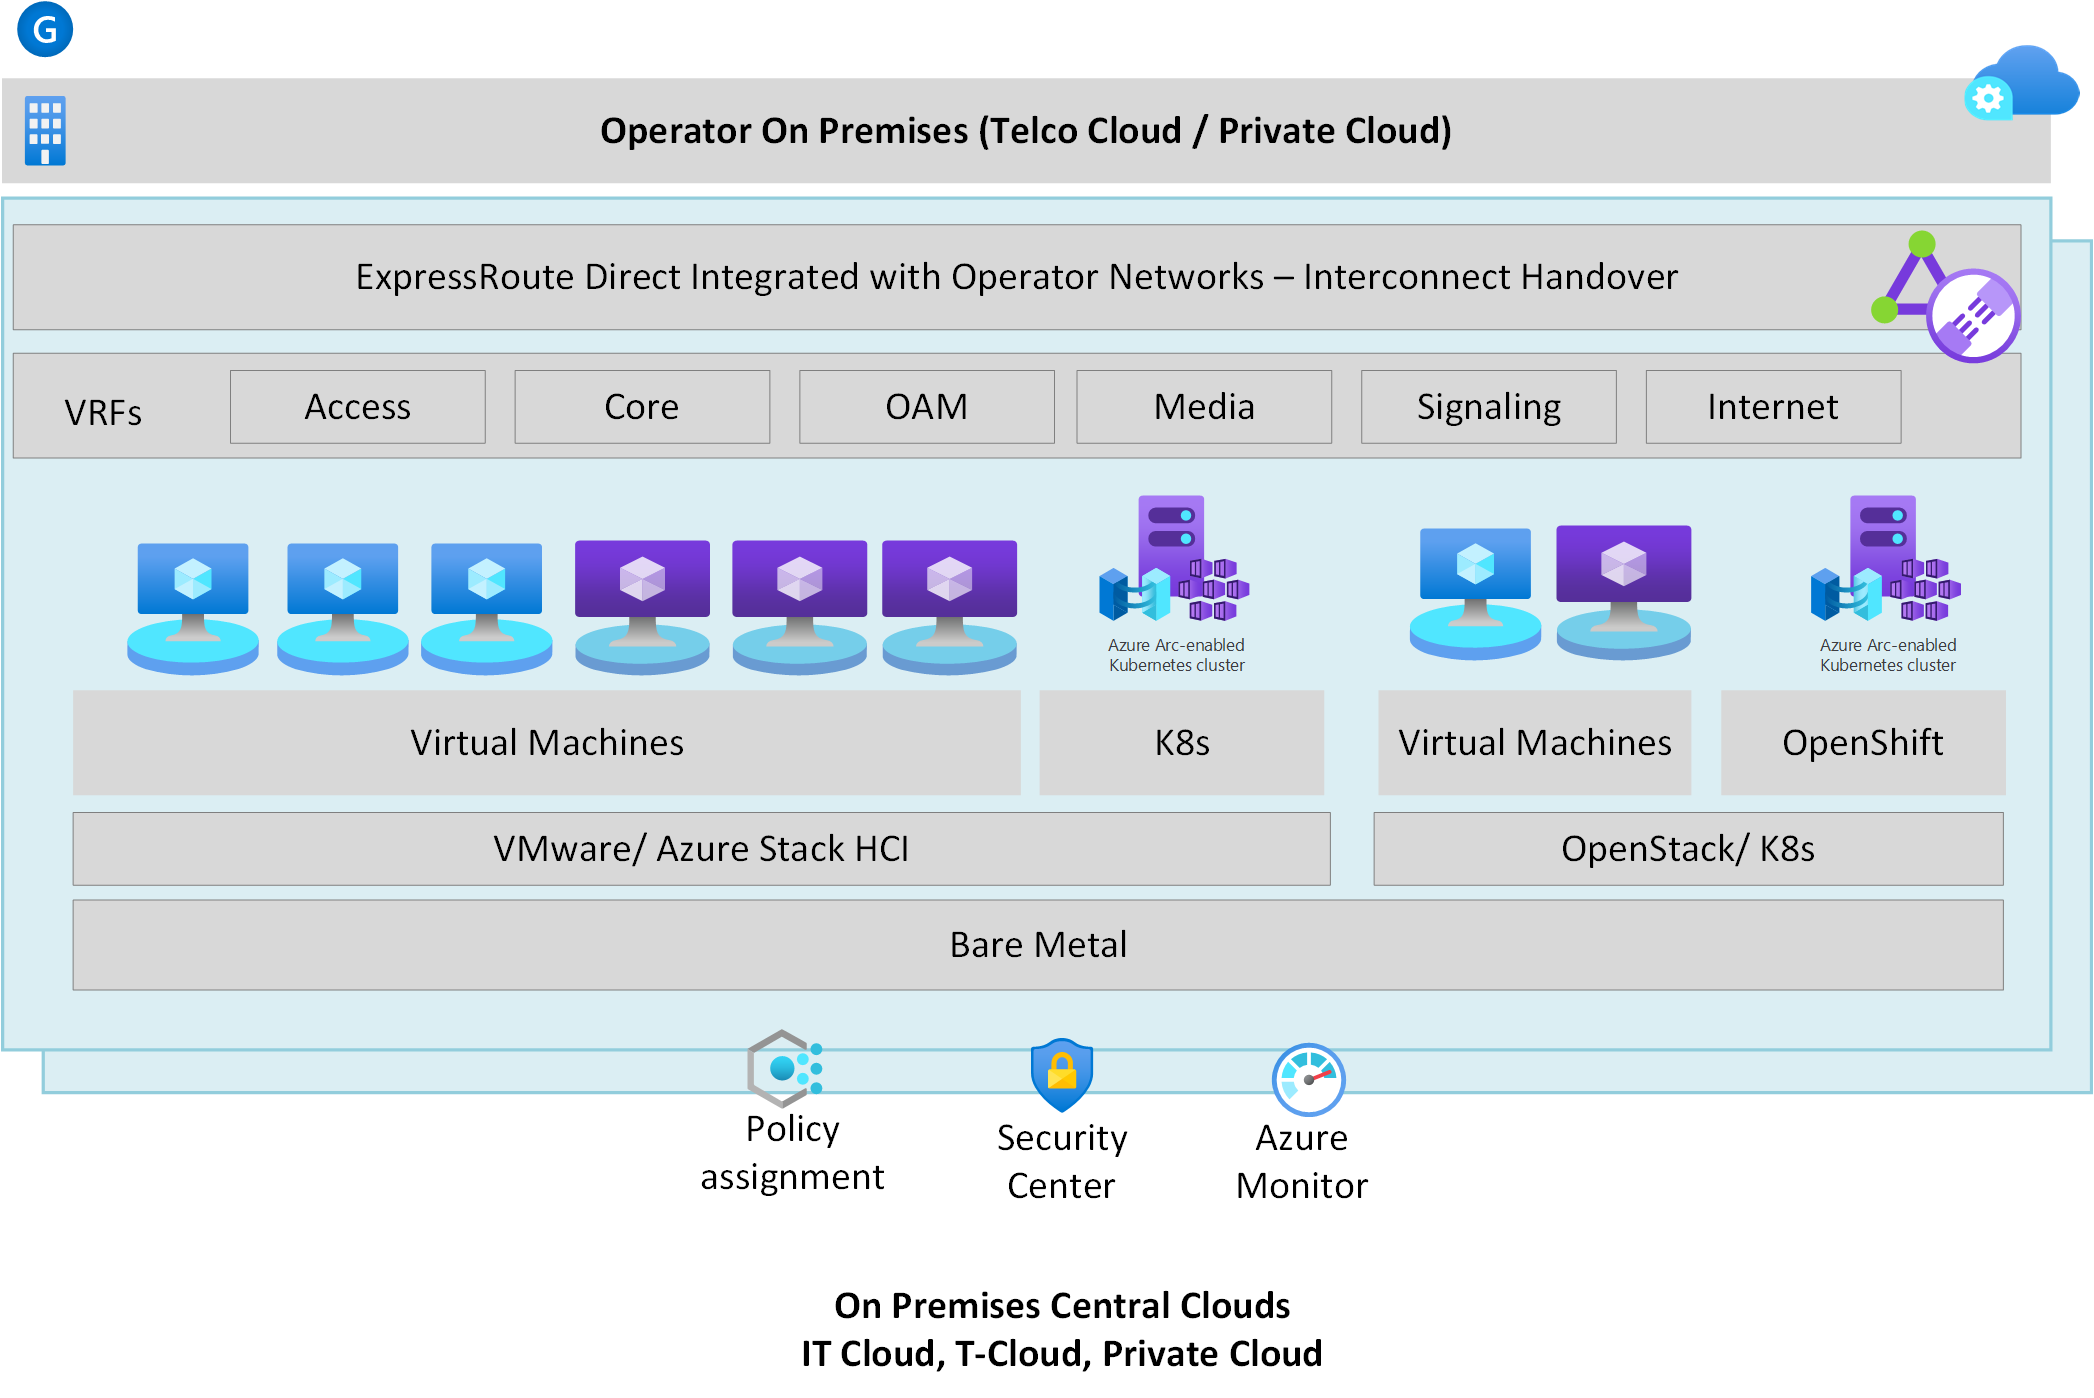 G
Operator On Premises (Telco Cloud / Private Cloud)
ExpressRoute Direct Integrated with Operator Networks – Interconnect Handover
VRFs
Access
Core
OAM
Media
Signaling
Internet
Azure Arc-enabled
Kubernetes cluster
Azure Arc-enabled
Kubernetes cluster
Virtual Machines
K8s
Virtual Machines
OpenShift
VMware/ Azure Stack HCI
OpenStack/ K8s
Bare Metal
Policy
assignment
Security
Center
Azure
Monitor
On Premises Central Clouds
IT Cloud, T-Cloud, Private Cloud